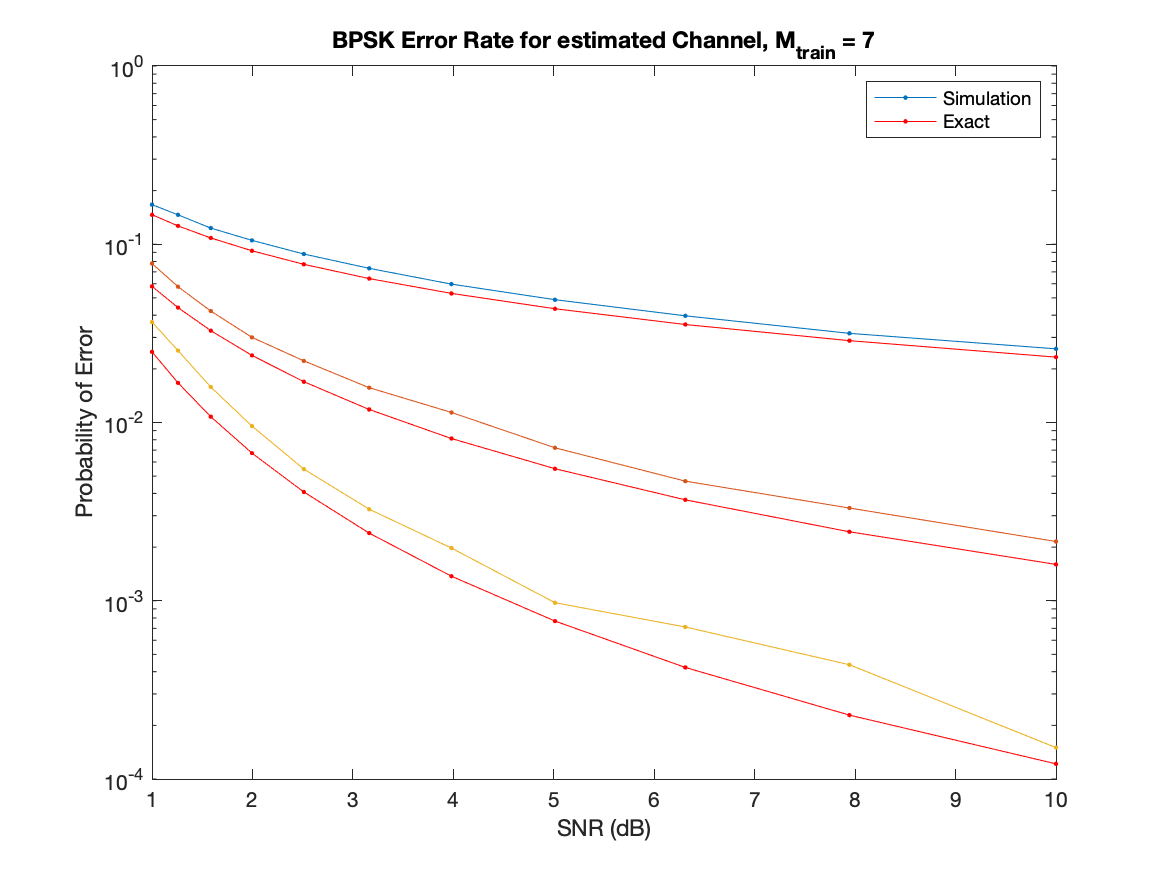 BPSK Error Rate for estimated Channel, M_train = 7
Simulation
Exact
10^0
10^-1
10^-2
10^-3
10^-4
Probability of Error
1 2 3 4 5 6 7 8 9 10
SNR (dB)